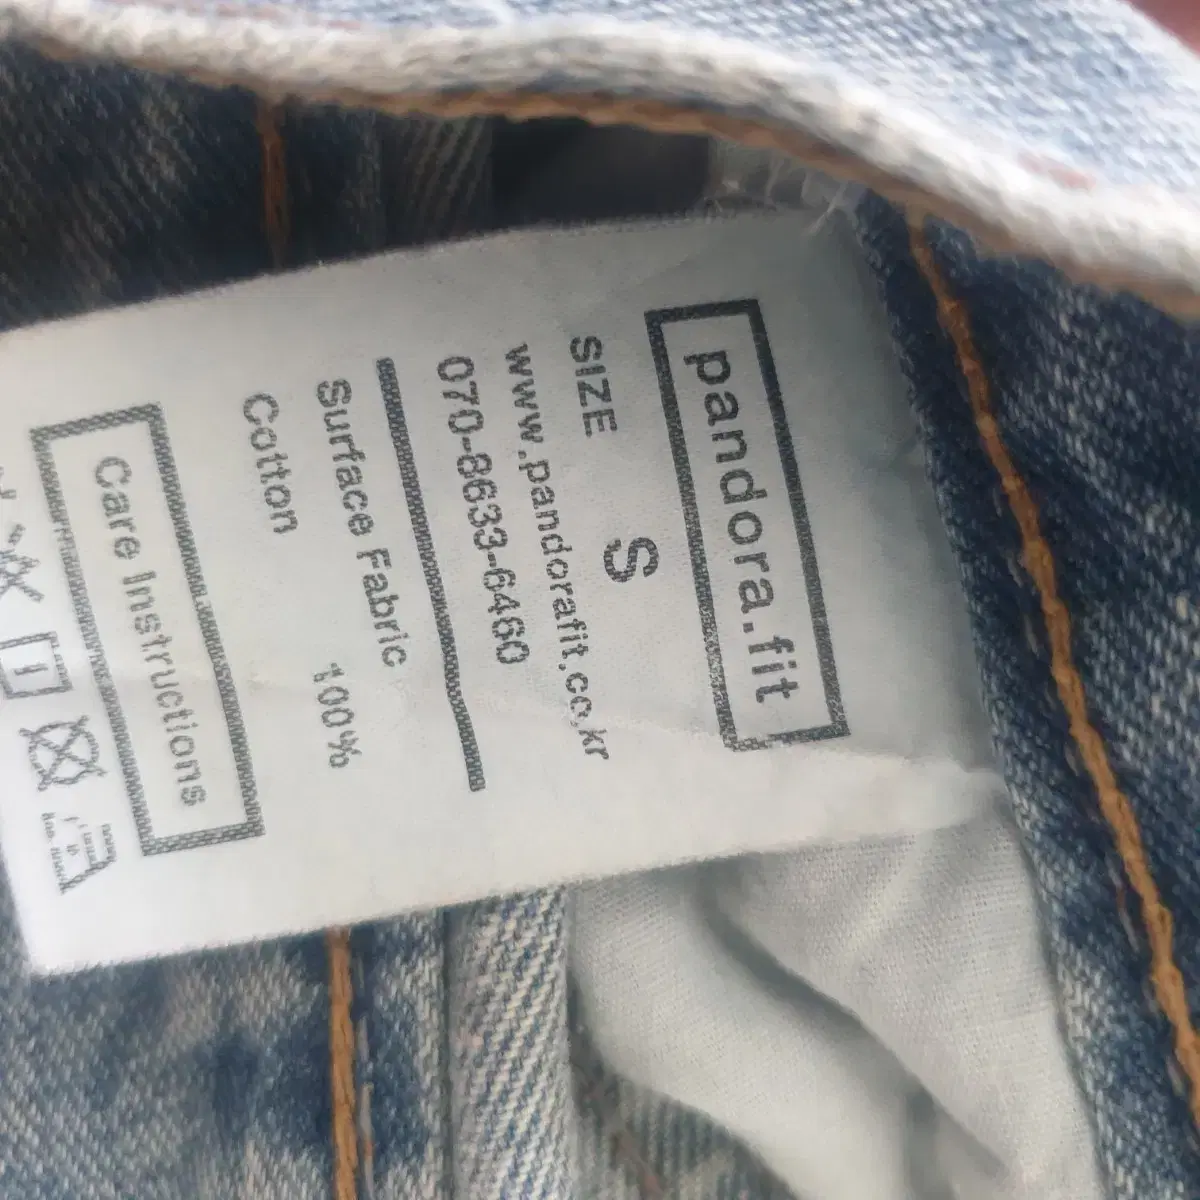 pandora.fit
SIZE S
www.pandorafit.co.kr
070-8633-6460
Surface Fabric
Cotton 100%
Care Instructions